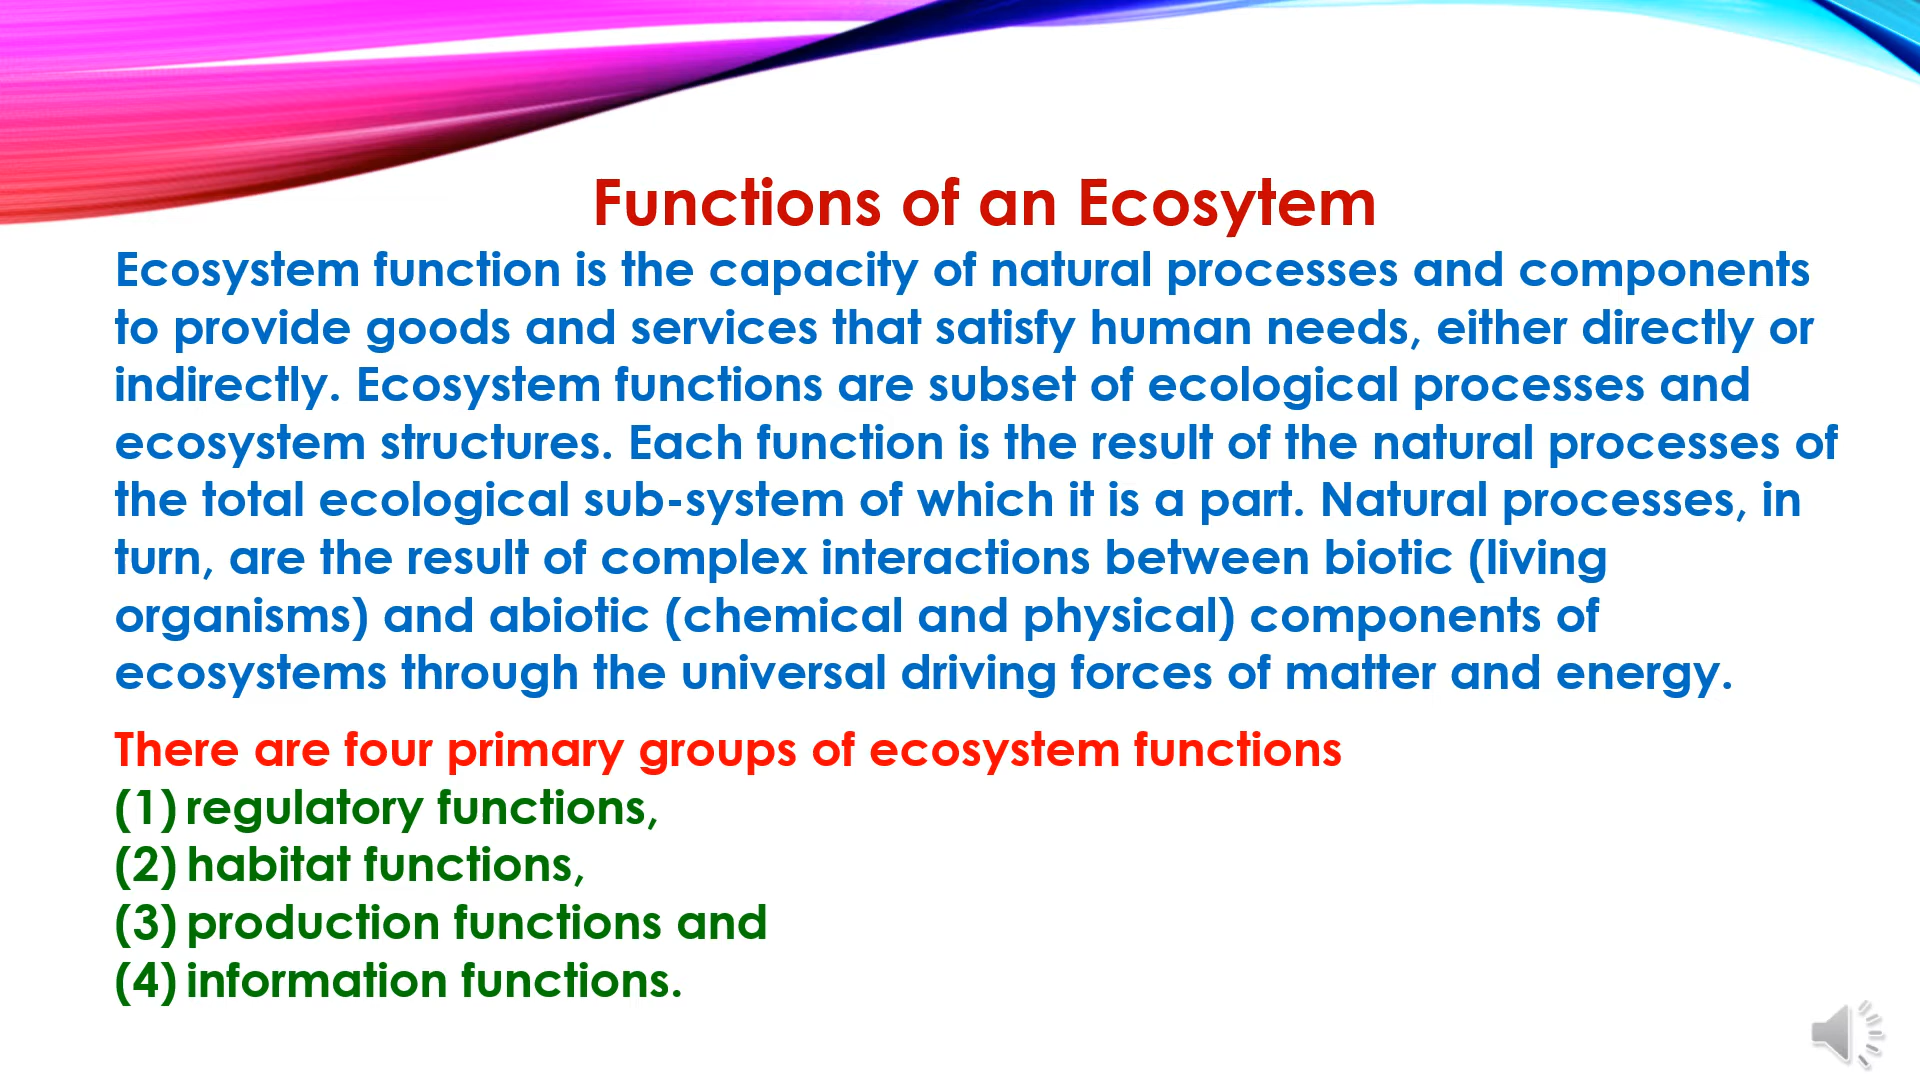 Functions of an Ecosytem
Ecosystem function is the capacity of natural processes and components
to provide goods and services that satisfy human needs, either directly or
indirectly. Ecosystem functions are subset of ecological processes and
ecosystem structures. Each function is the result of the natural processes of
the total ecological sub-system of which it is a part. Natural processes, in
turn, are the result of complex interactions between biotic (living
organisms) and abiotic (chemical and physical) components of
ecosystems through the universal driving forces of matter and energy.
There are four primary groups of ecosystem functions
(1) regulatory functions,
(2) habitat functions,
(3) production functions and
(4) information functions.